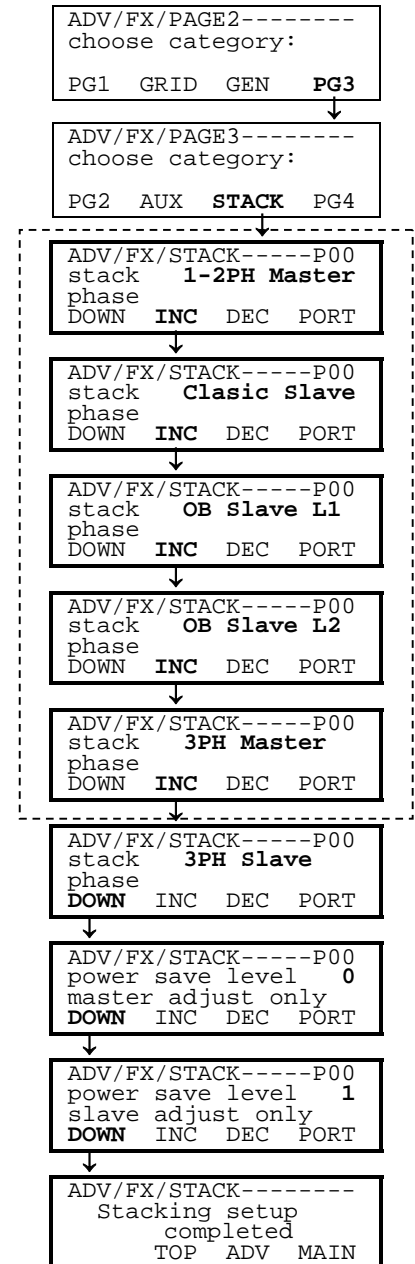 ADV/FX/PAGE2--------
choose category:
PG1 GRID GEN PG3
ADV/FX/PAGE3--------
choose category:
PG2 AUX STACK PG4
ADV/FX/STACK-----P00
stack 1-2PH Master
phase
DOWN INC DEC PORT
ADV/FX/STACK-----P00
stack Clasic Slave
phase
DOWN INC DEC PORT
ADV/FX/STACK-----P00
stack OB Slave L1
phase
DOWN INC DEC PORT
ADV/FX/STACK-----P00
stack OB Slave L2
phase
DOWN INC DEC PORT
ADV/FX/STACK-----P00
stack 3PH Master
phase
DOWN INC DEC PORT
ADV/FX/STACK-----P00
stack 3PH Slave
phase
DOWN INC DEC PORT
ADV/FX/STACK-----P00
power save level 0
master adjust only
DOWN INC DEC PORT
ADV/FX/STACK-----P00
power save level 1
slave adjust only
DOWN INC DEC PORT
ADV/FX/STACK--------
Stacking setup
completed
TOP ADV MAIN